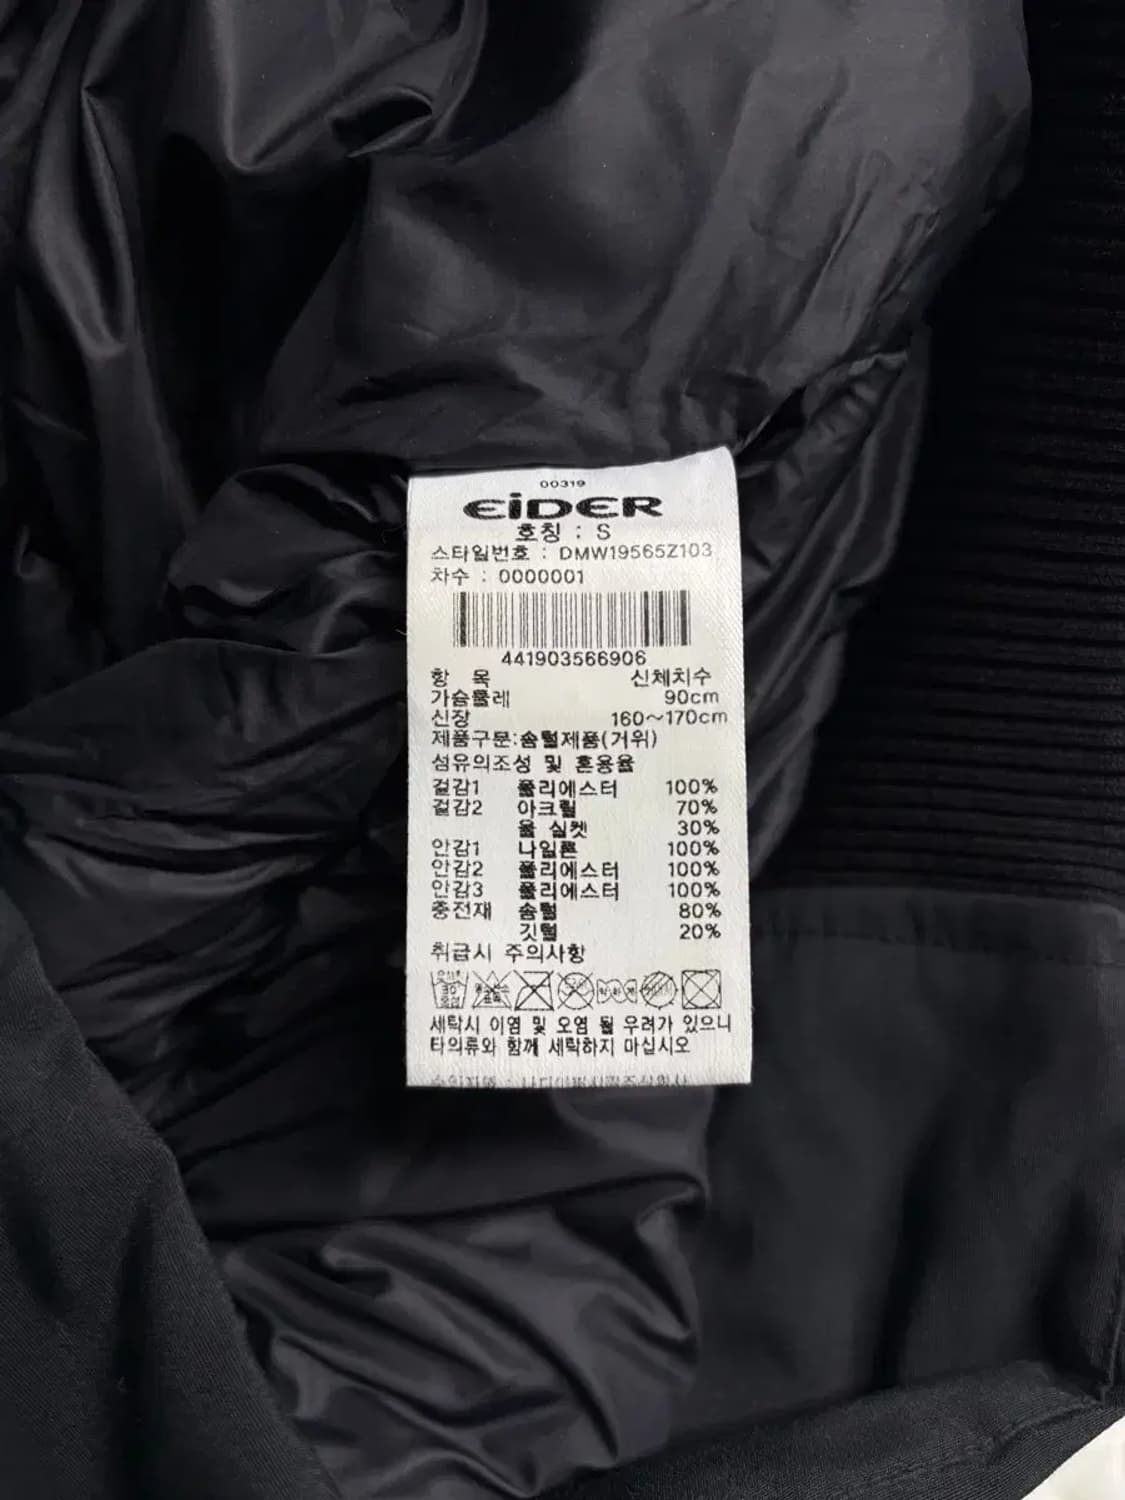 00319
EiDER
호칭 : S
스타일번호 : DMW19565Z103
차수 : 0000001
441903566906
항 목 신체치수
가슴둘레 90cm
신장 160~170cm
제품구분:솜털제품(거위)
섬유의조성 및 혼용율
겉감1 폴리에스터 100%
겉감2 아크릴 70%
울 실켓 30%
안감1 나일론 100%
안감2 폴리에스터 100%
안감3 폴리에스터 100%
충전재 솜털 80%
깃털 20%
취급시 주의사항
세탁시 이염 및 오염 될 우려가 있으니
타의류와 함께 세탁하지 마십시오